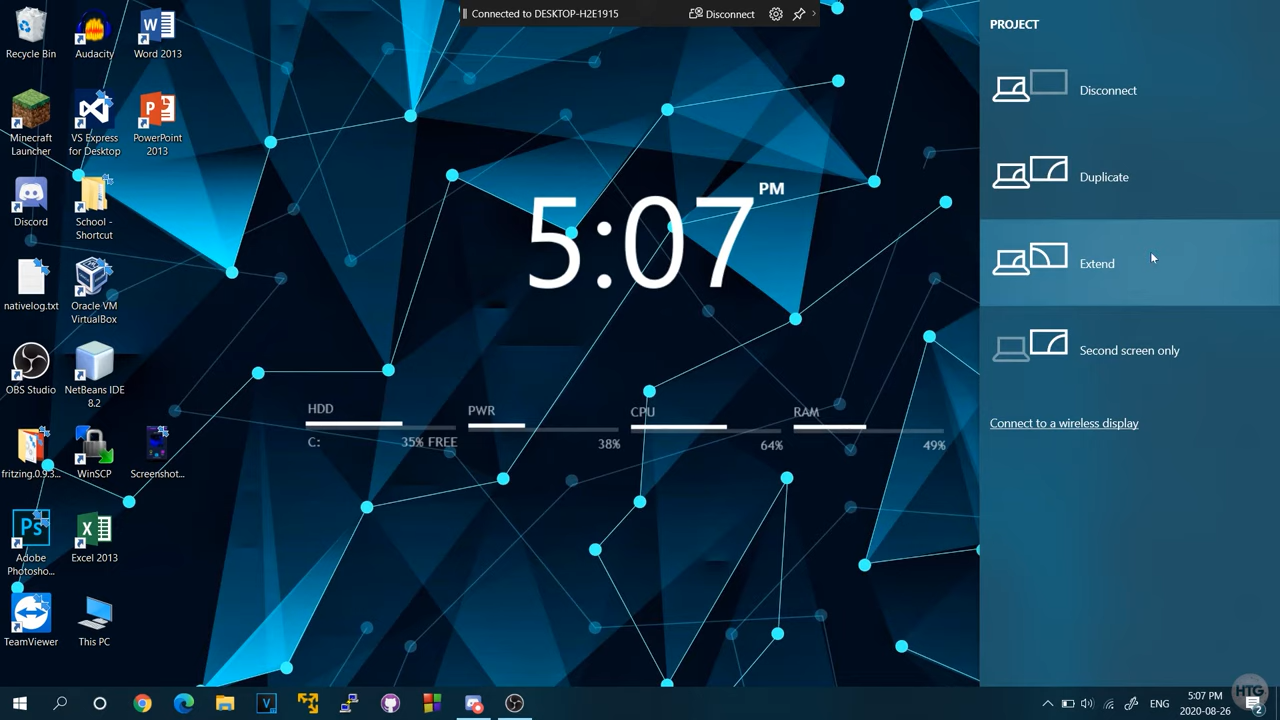 Connected to DESKTOP-H2E1915
Disconnect
PROJECT
Disconnect
Duplicate
Extend
Second screen only
Connect to a wireless display
Recycle Bin
Audacity
Word 2013
Minecraft
Launcher
VS Express
for Desktop
PowerPoint
2013
Discord
School -
Shortcut
nativelog.txt
Oracle VM
VirtualBox
OBS Studio
NetBeans IDE
8.2
fritzing.0.9.3...
WinSCP
Screenshot...
Adobe
Photosho...
Excel 2013
TeamViewer
This PC
5:07
PM
HDD
C:
35% FREE
PWR
38%
CPU
64%
RAM
49%
ENG
5:07 PM
2020-08-26
2
HTG